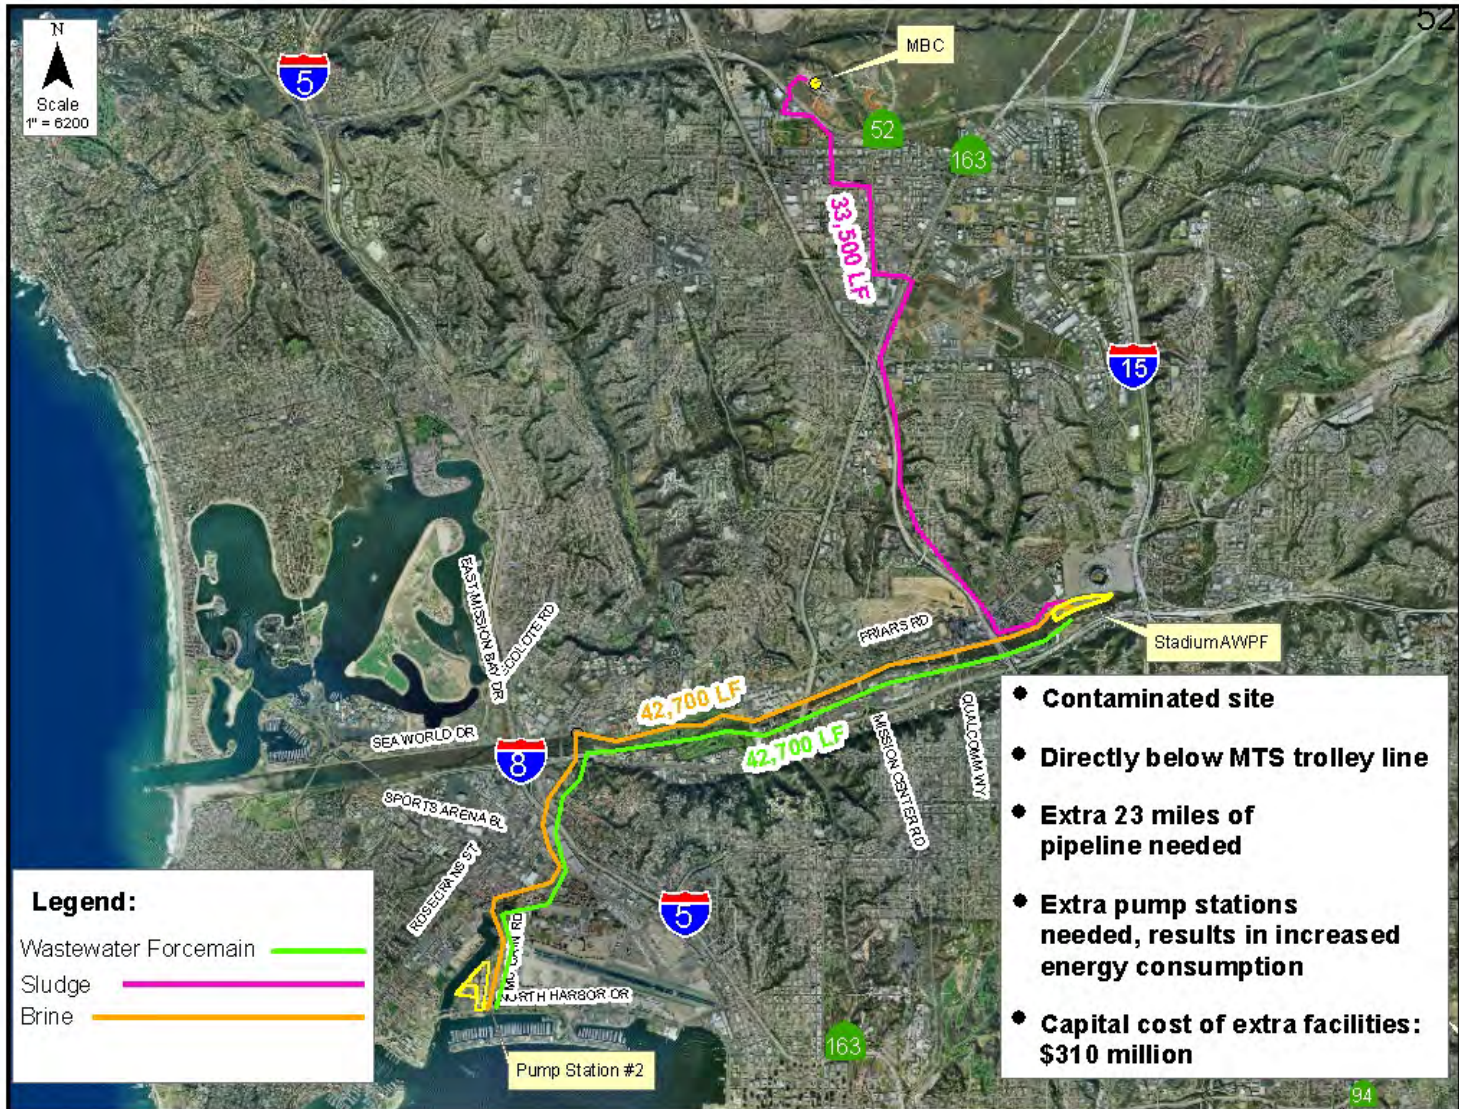 52
N
Scale
1" = 6200
5
MBC
52
163
33,500 LF
15
EAST MISSION BAY DR
FRIARS RD
Stadium AWPF
42,700 LF
42,700 LF
SEA WORLD DR
8
MISSION CENTER RD
QUALCOMM WY
SPORTS ARENA BL
ROSECRANS ST
5
NORTH HARBOR DR
Pump Station #2
163
94
• Contaminated site
• Directly below MTS trolley line
• Extra 23 miles of
pipeline needed
• Extra pump stations
needed, results in increased
energy consumption
• Capital cost of extra facilities:
$310 million
Legend:
Wastewater Forcemain
Sludge
Brine